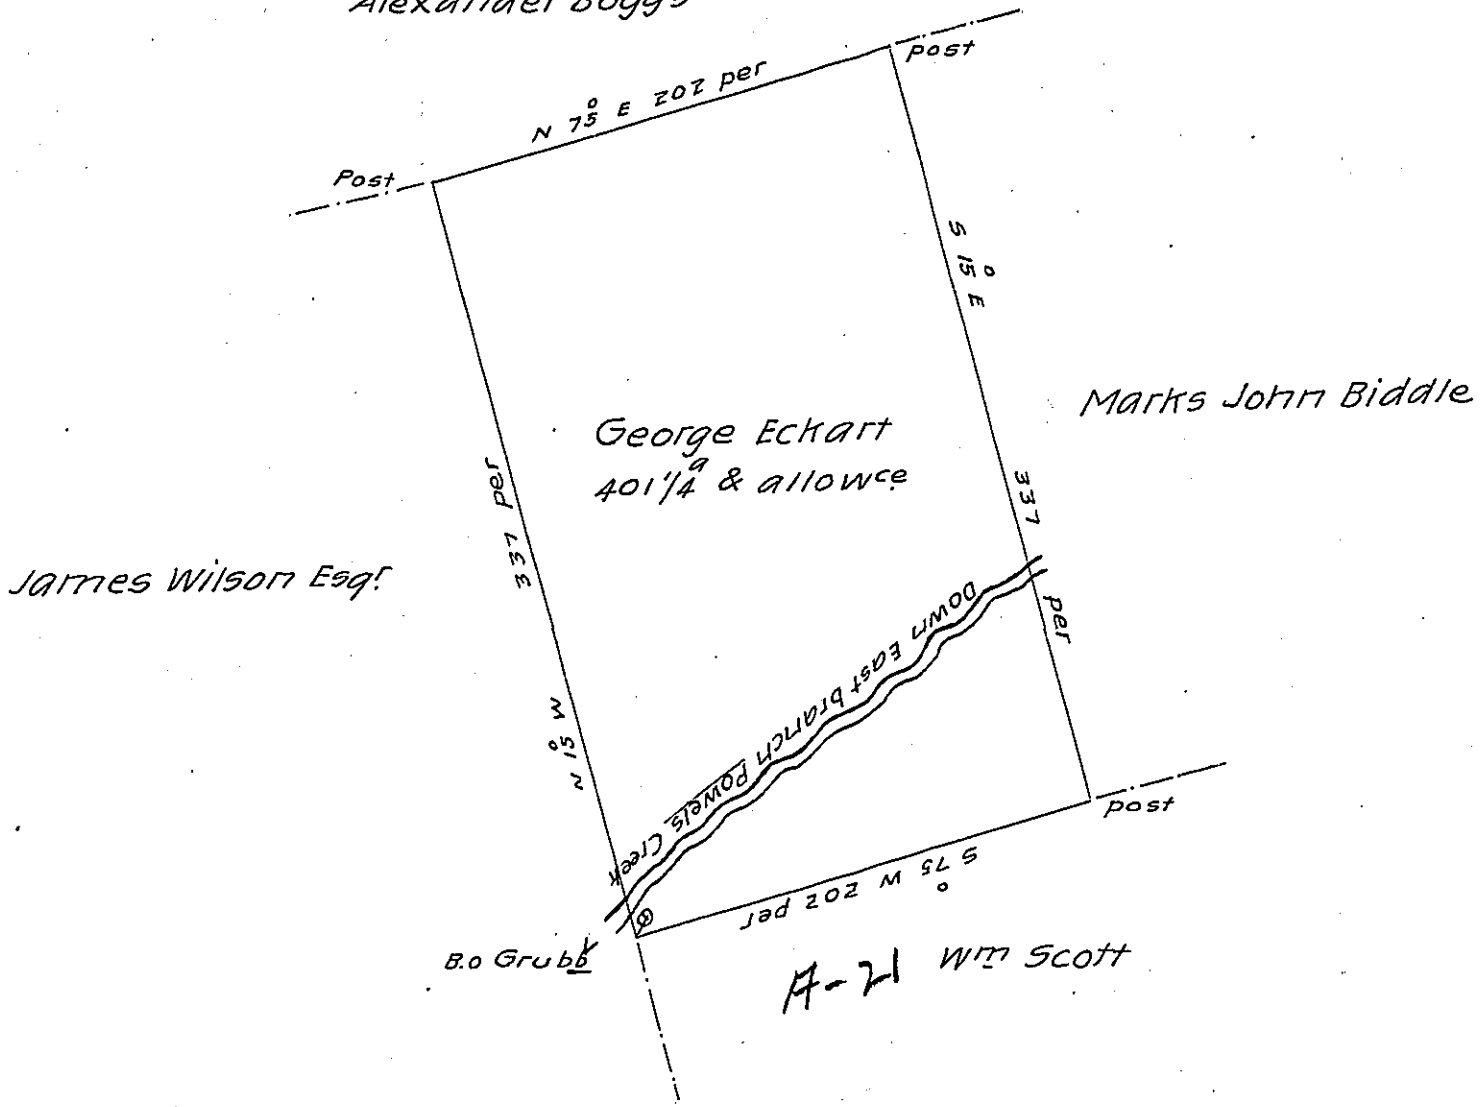 Alexander Boggs
post
N 75° E 202 per
Post
S 15° E
Marks John Biddle
George Eckart
401 1/4 a & allowce
337 per
337
James Wilson Esqr
per
Down East branch Powels Creek
N 15° W
post
S 75° W 202 per
B.o Grubb
A-21 Wm Scott